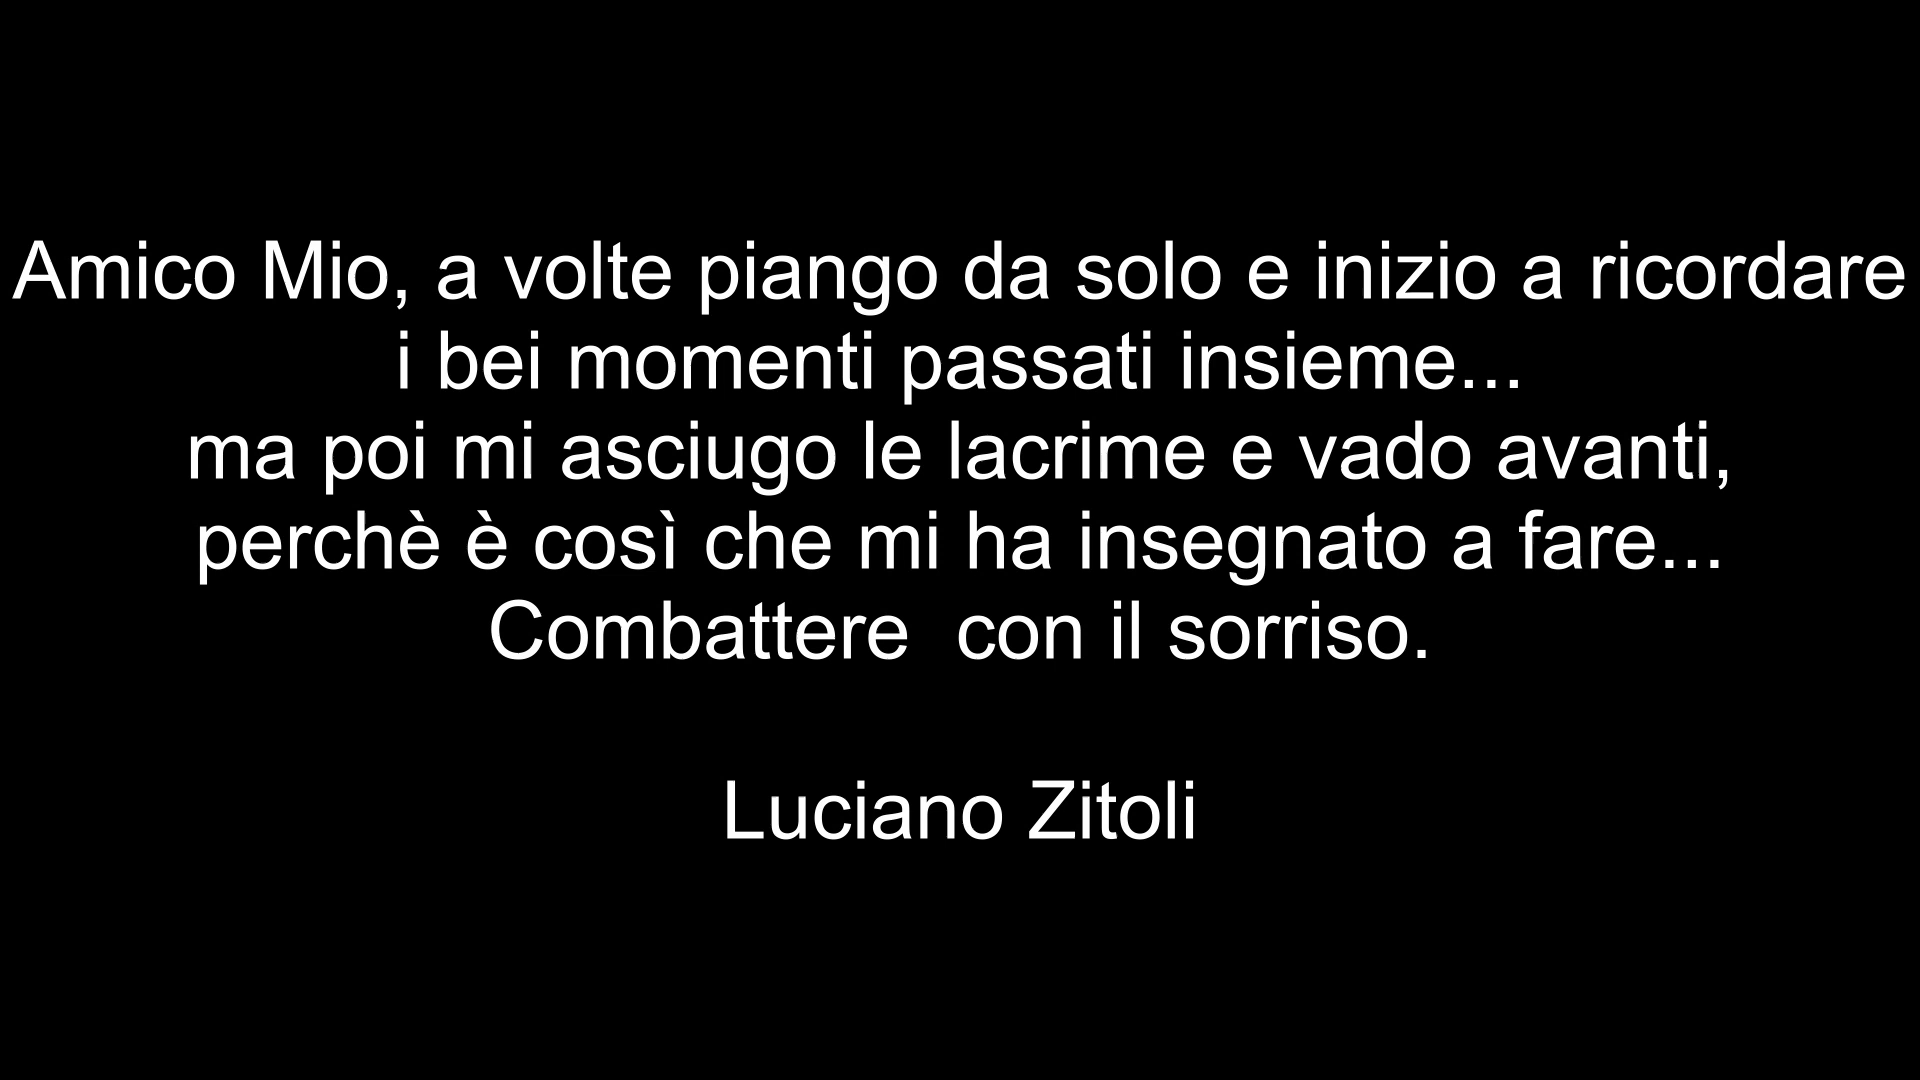 Amico Mio, a volte piango da solo e inizio a ricordare
i bei momenti passati insieme...
ma poi mi asciugo le lacrime e vado avanti,
perchè è così che mi ha insegnato a fare...
Combattere  con il sorriso.
Luciano Zitoli